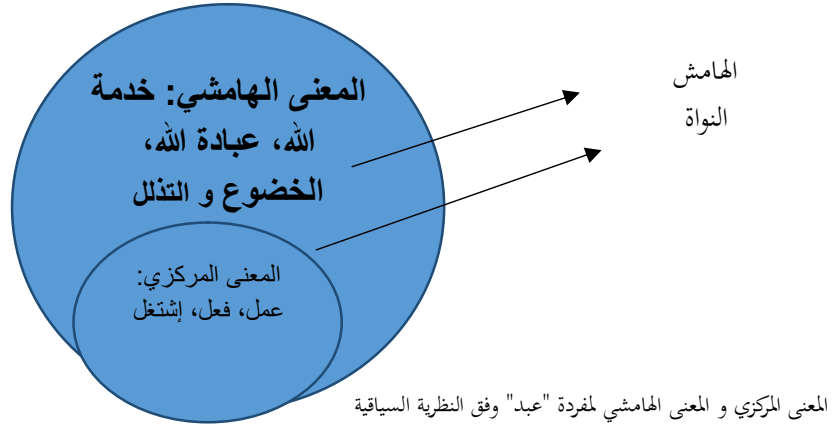 المعنى الهامشي: خدمة
الله، عبادة الله،
الخضوع و التذلل
المعنى المركزي:
عمل، فعل، إشتغل
الهامش
النواة
المعنى المركزي و المعنى الهامشي لمفردة "عبد" وفق النظرية السياقية